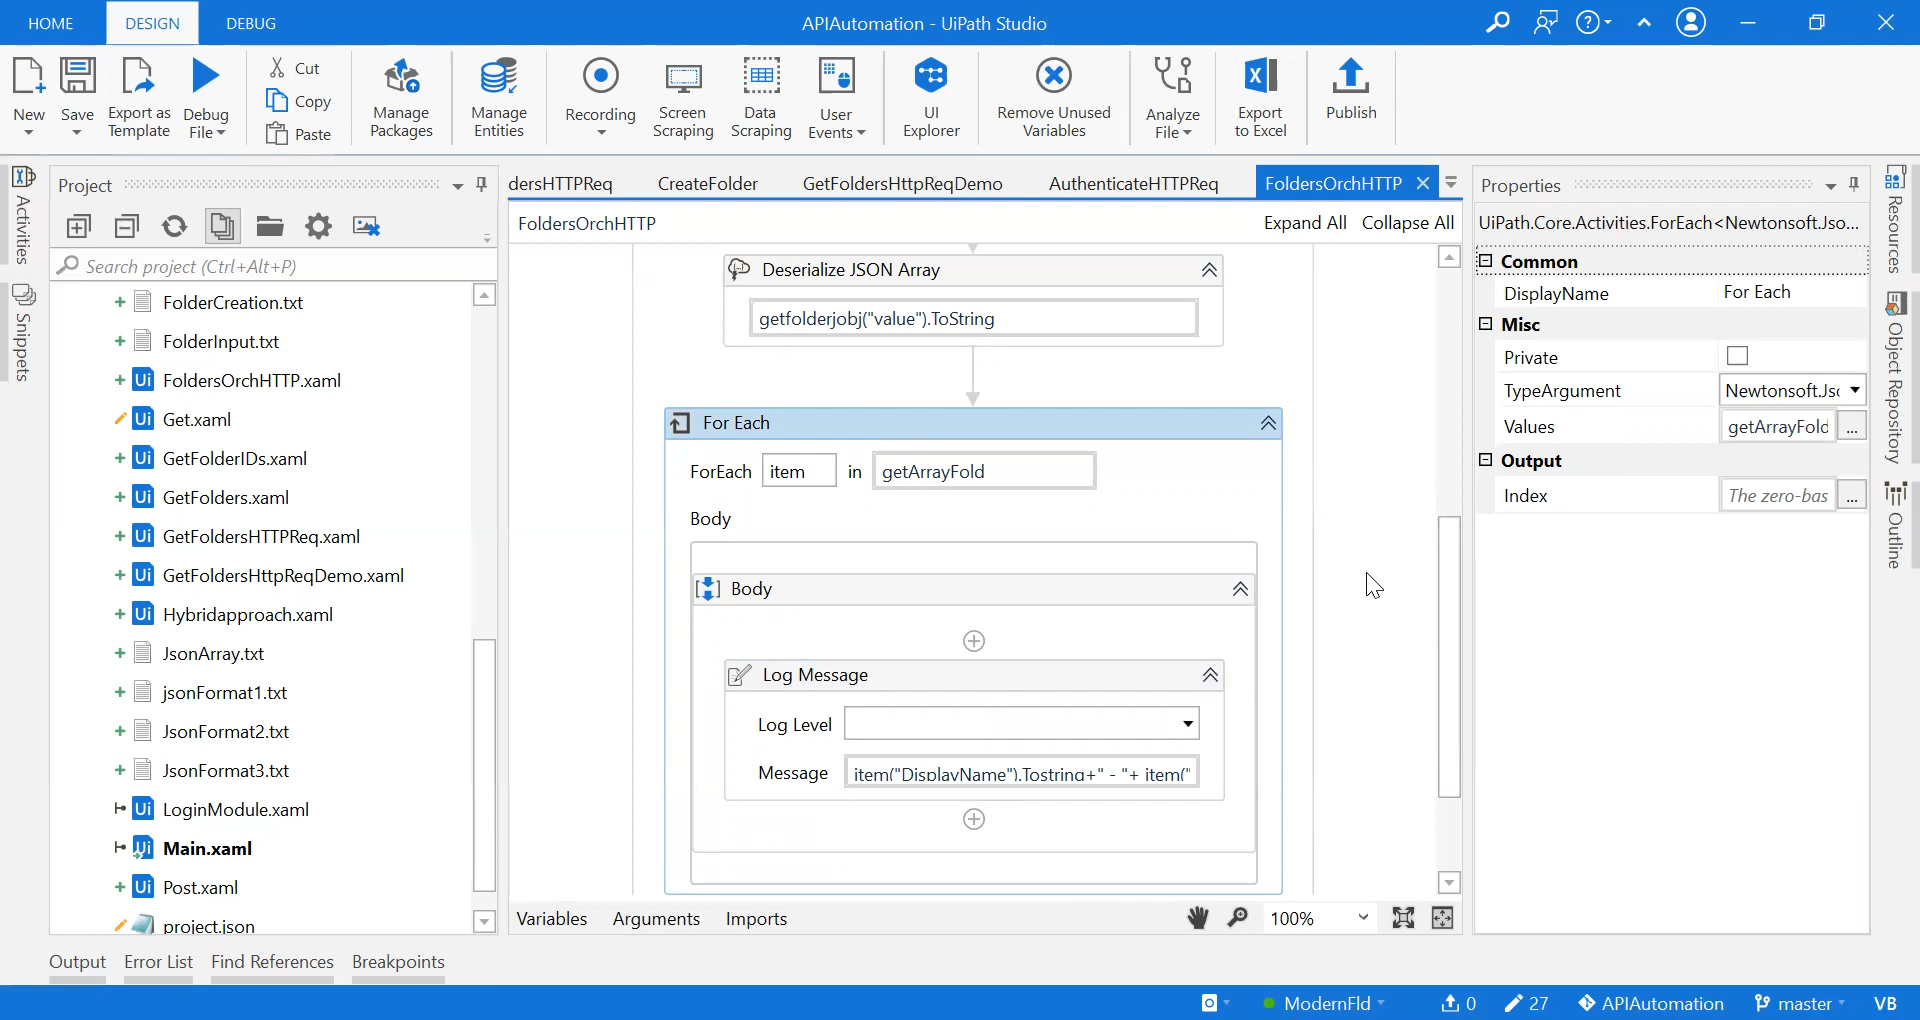 HOME DESIGN DEBUG APIAutomation - UiPath Studio
New Save Export as Template Debug File Cut Copy Paste Manage Packages Manage Entities Recording Screen Scraping Data Scraping User Events UI Explorer Remove Unused Variables Analyze File Export to Excel Publish
Project
dersHTTPReq CreateFolder GetFoldersHttpReqDemo AuthenticateHTTPReq FoldersOrchHTTP
Properties
Activities
Snippets
FoldersOrchHTTP Expand All Collapse All
UiPath.Core.Activities.ForEach<Newtonsoft.Jso...
Search project (Ctrl+Alt+P)
FolderCreation.txt
FolderInput.txt
FoldersOrchHTTP.xaml
Get.xaml
GetFolderIDs.xaml
GetFolders.xaml
GetFoldersHTTPReq.xaml
GetFoldersHttpReqDemo.xaml
Hybridapproach.xaml
JsonArray.txt
jsonFormat1.txt
JsonFormat2.txt
JsonFormat3.txt
LoginModule.xaml
Main.xaml
Post.xaml
project.json
Deserialize JSON Array
getfolderjobj("value").ToString
For Each
ForEach item in getArrayFold
Body
Body
Log Message
Log Level
Message item("DisplayName").Tostring+" - "+ item("
Common
DisplayName For Each
Misc
Private
TypeArgument Newtonsoft.Jsc
Values getArrayFold ...
Output
Index The zero-bas ...
Resources
Object Repository
Outline
Variables Arguments Imports 100%
Output Error List Find References Breakpoints
ModernFld 0 27 APIAutomation master VB